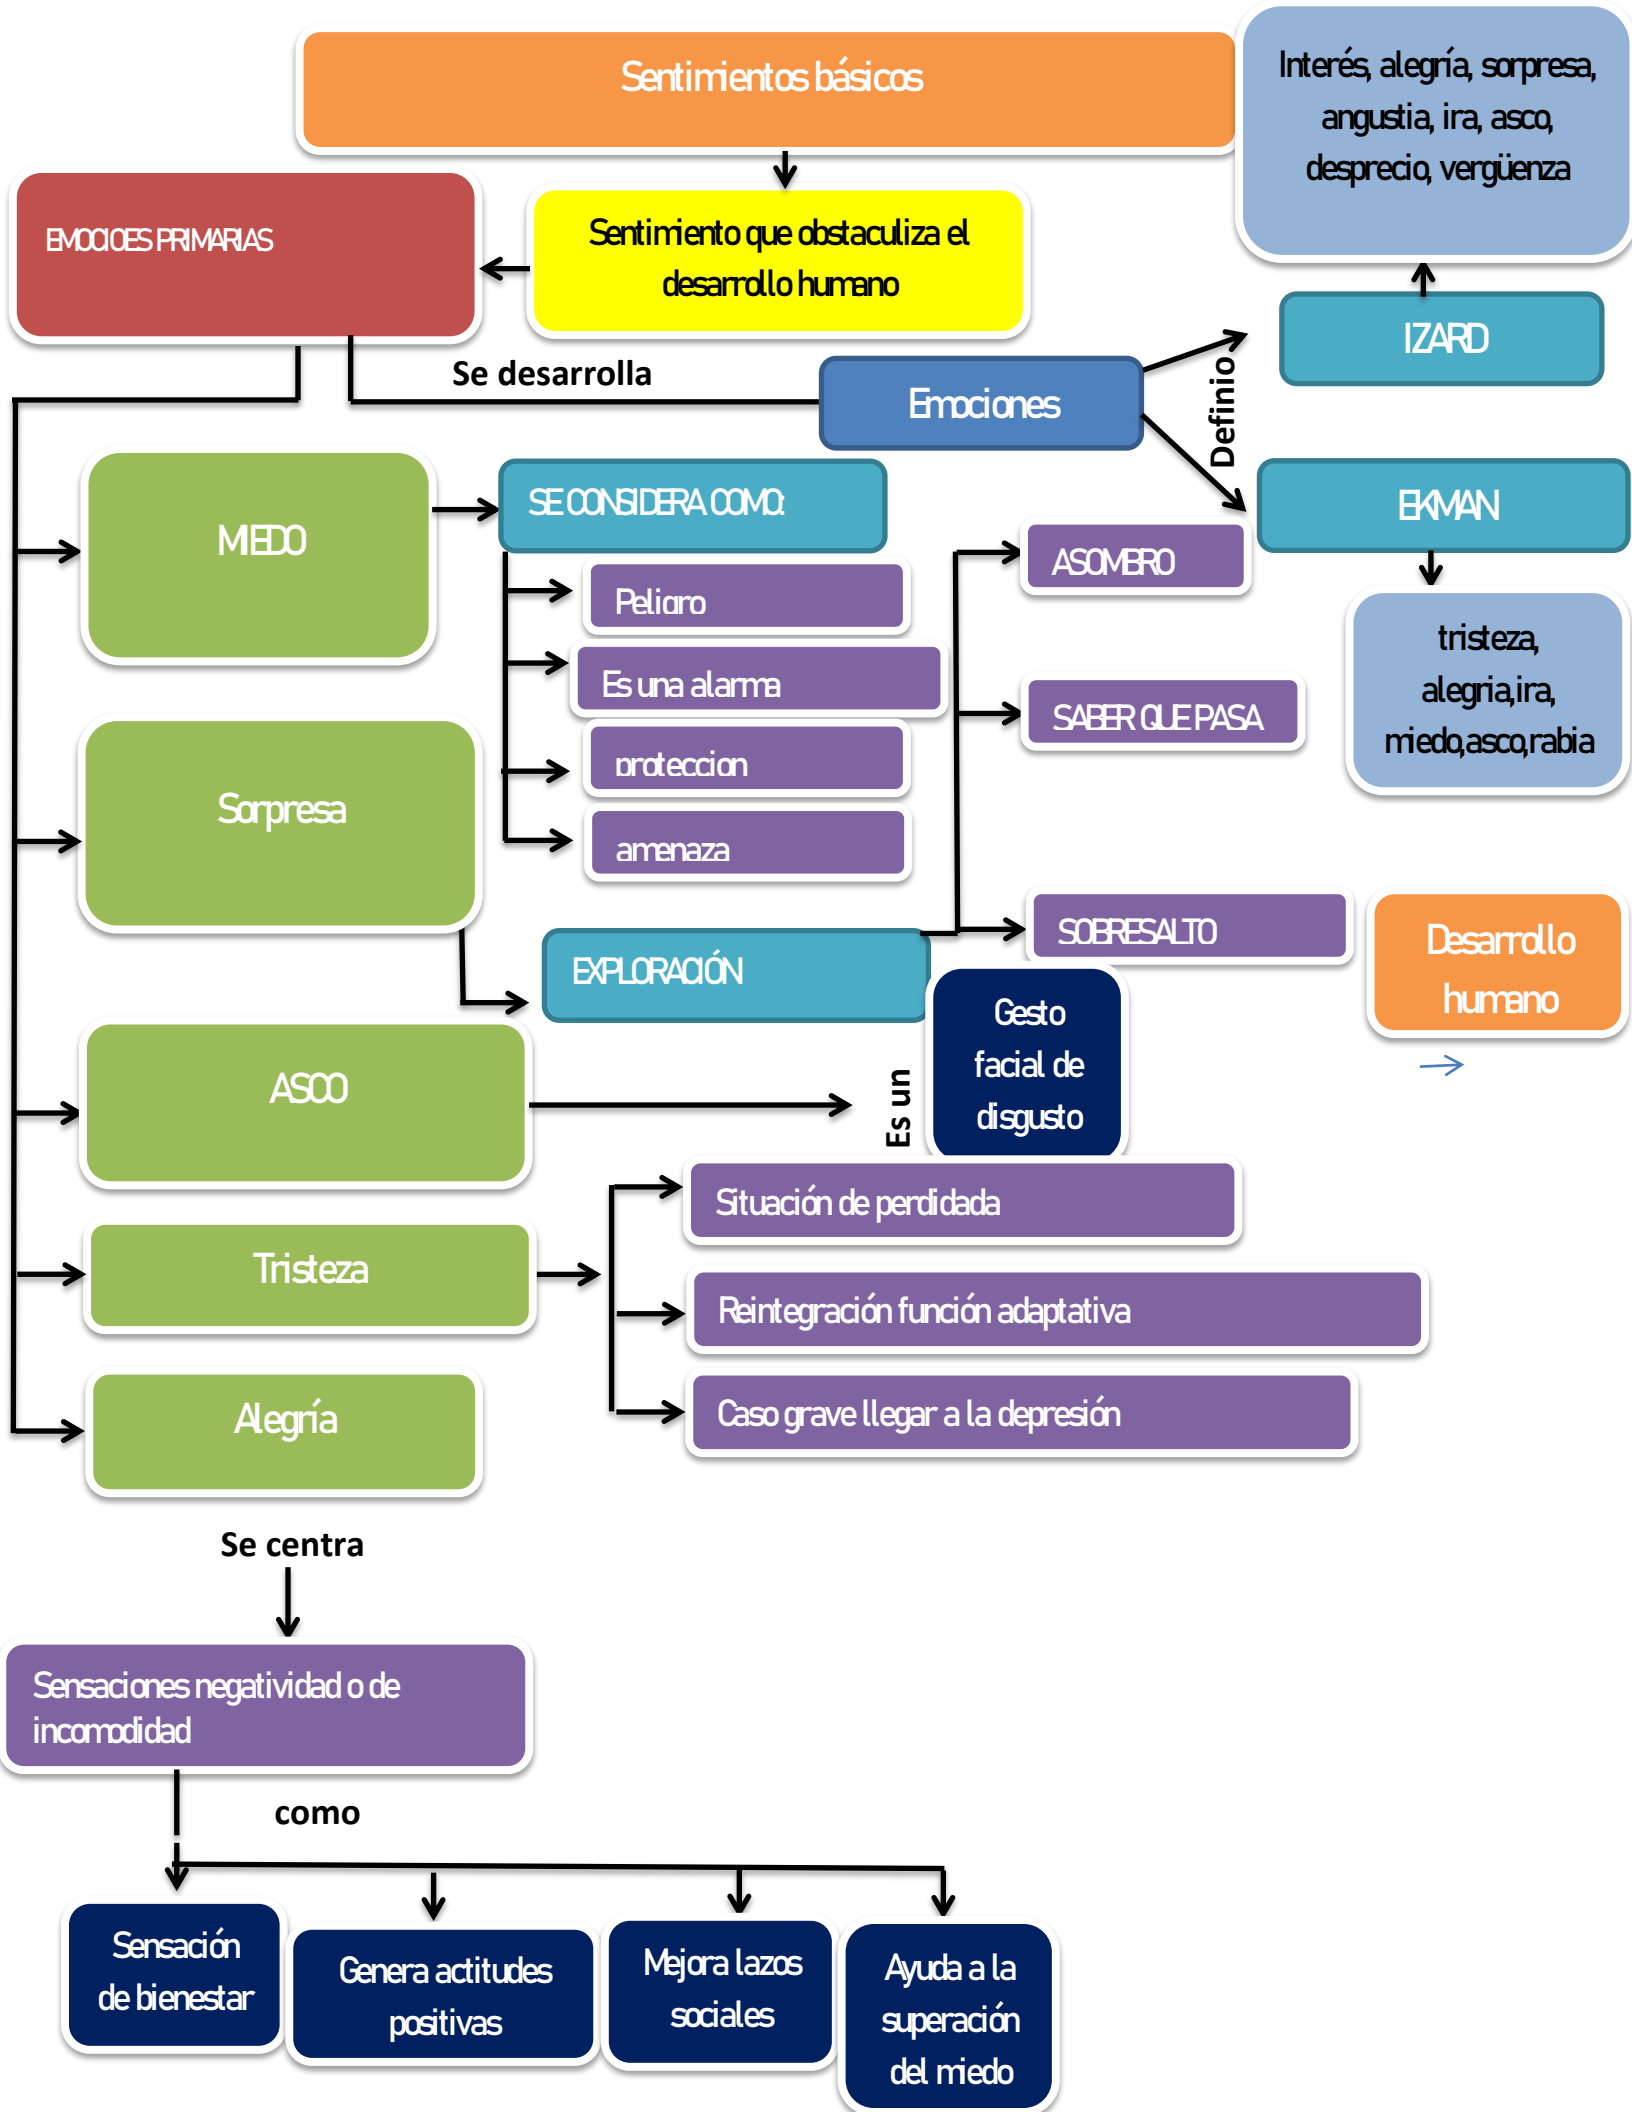 Sentimientos básicos
Interés, alegría, sorpresa,
angustia, ira, asco,
desprecio, vergüenza
EMOCIOES PRIMARIAS
Sentimiento que obstaculiza el
desarrollo humano
IZARD
Se desarrolla
Emociones
Definio
MIEDO
SE CONSIDERA COMO:
EKMAN
ASOMBRO
Peligro
Es una alarma
tristeza,
alegria,ira,
miedo,asco,rabia
SABER QUE PASA
proteccion
Sorpresa
amenaza
SOBRESALTO
Desarrollo
humano
EXPLORACIÓN
Gesto
facial de
disgusto
ASCO
Es un
Situación de perdidada
Tristeza
Reintegración función adaptativa
Caso grave llegar a la depresión
Alegría
Se centra
Sensaciones negatividad o de
incomodidad
como
Sensación
de bienestar
Genera actitudes
positivas
Mejora lazos
sociales
Ayuda a la
superación
del miedo